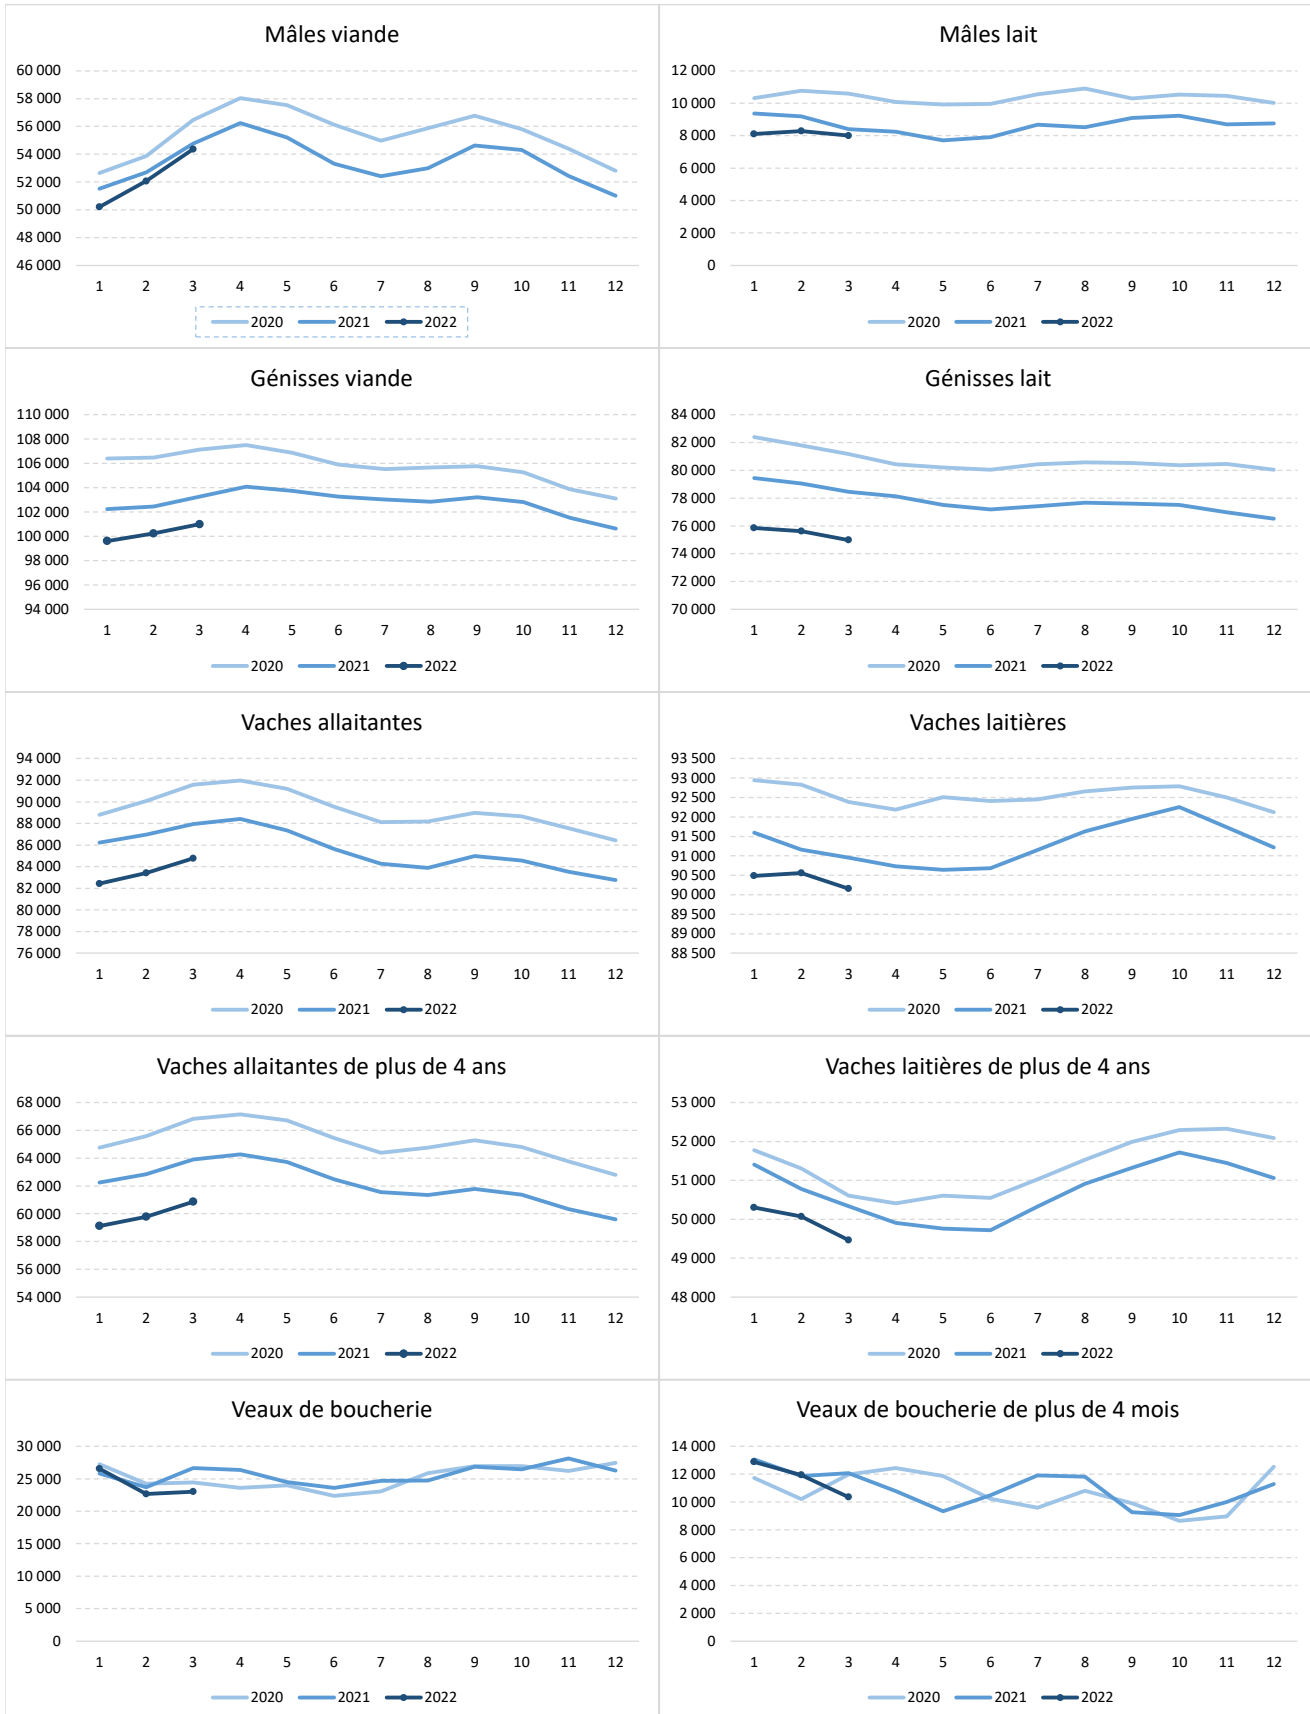 Mâles viande
60 000
58 000
56 000
54 000
52 000
50 000
48 000
46 000
1 2 3 4 5 6 7 8 9 10 11 12
2020 2021 2022
Mâles lait
12 000
10 000
8 000
6 000
4 000
2 000
0
1 2 3 4 5 6 7 8 9 10 11 12
2020 2021 2022
Génisses viande
110 000
108 000
106 000
104 000
102 000
100 000
98 000
96 000
94 000
1 2 3 4 5 6 7 8 9 10 11 12
2020 2021 2022
Génisses lait
84 000
82 000
80 000
78 000
76 000
74 000
72 000
70 000
1 2 3 4 5 6 7 8 9 10 11 12
2020 2021 2022
Vaches allaitantes
94 000
92 000
90 000
88 000
86 000
84 000
82 000
80 000
78 000
76 000
1 2 3 4 5 6 7 8 9 10 11 12
2020 2021 2022
Vaches laitières
93 500
93 000
92 500
92 000
91 500
91 000
90 500
90 000
89 500
89 000
88 500
1 2 3 4 5 6 7 8 9 10 11 12
2020 2021 2022
Vaches allaitantes de plus de 4 ans
68 000
66 000
64 000
62 000
60 000
58 000
56 000
54 000
1 2 3 4 5 6 7 8 9 10 11 12
2020 2021 2022
Vaches laitières de plus de 4 ans
53 000
52 000
51 000
50 000
49 000
48 000
1 2 3 4 5 6 7 8 9 10 11 12
2020 2021 2022
Veaux de boucherie
30 000
25 000
20 000
15 000
10 000
5 000
0
1 2 3 4 5 6 7 8 9 10 11 12
2020 2021 2022
Veaux de boucherie de plus de 4 mois
14 000
12 000
10 000
8 000
6 000
4 000
2 000
0
1 2 3 4 5 6 7 8 9 10 11 12
2020 2021 2022